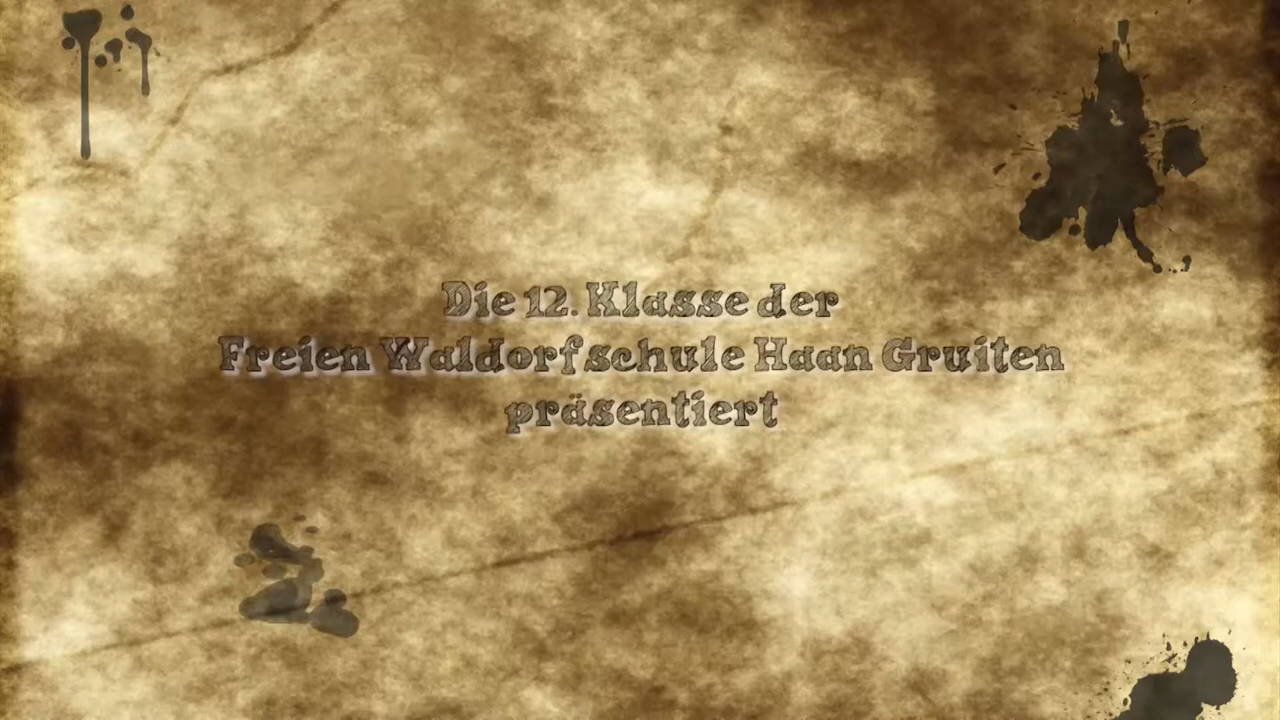 Die 12. Klasse der
Freien Waldorfschule Haan Gruiten
präsentiert